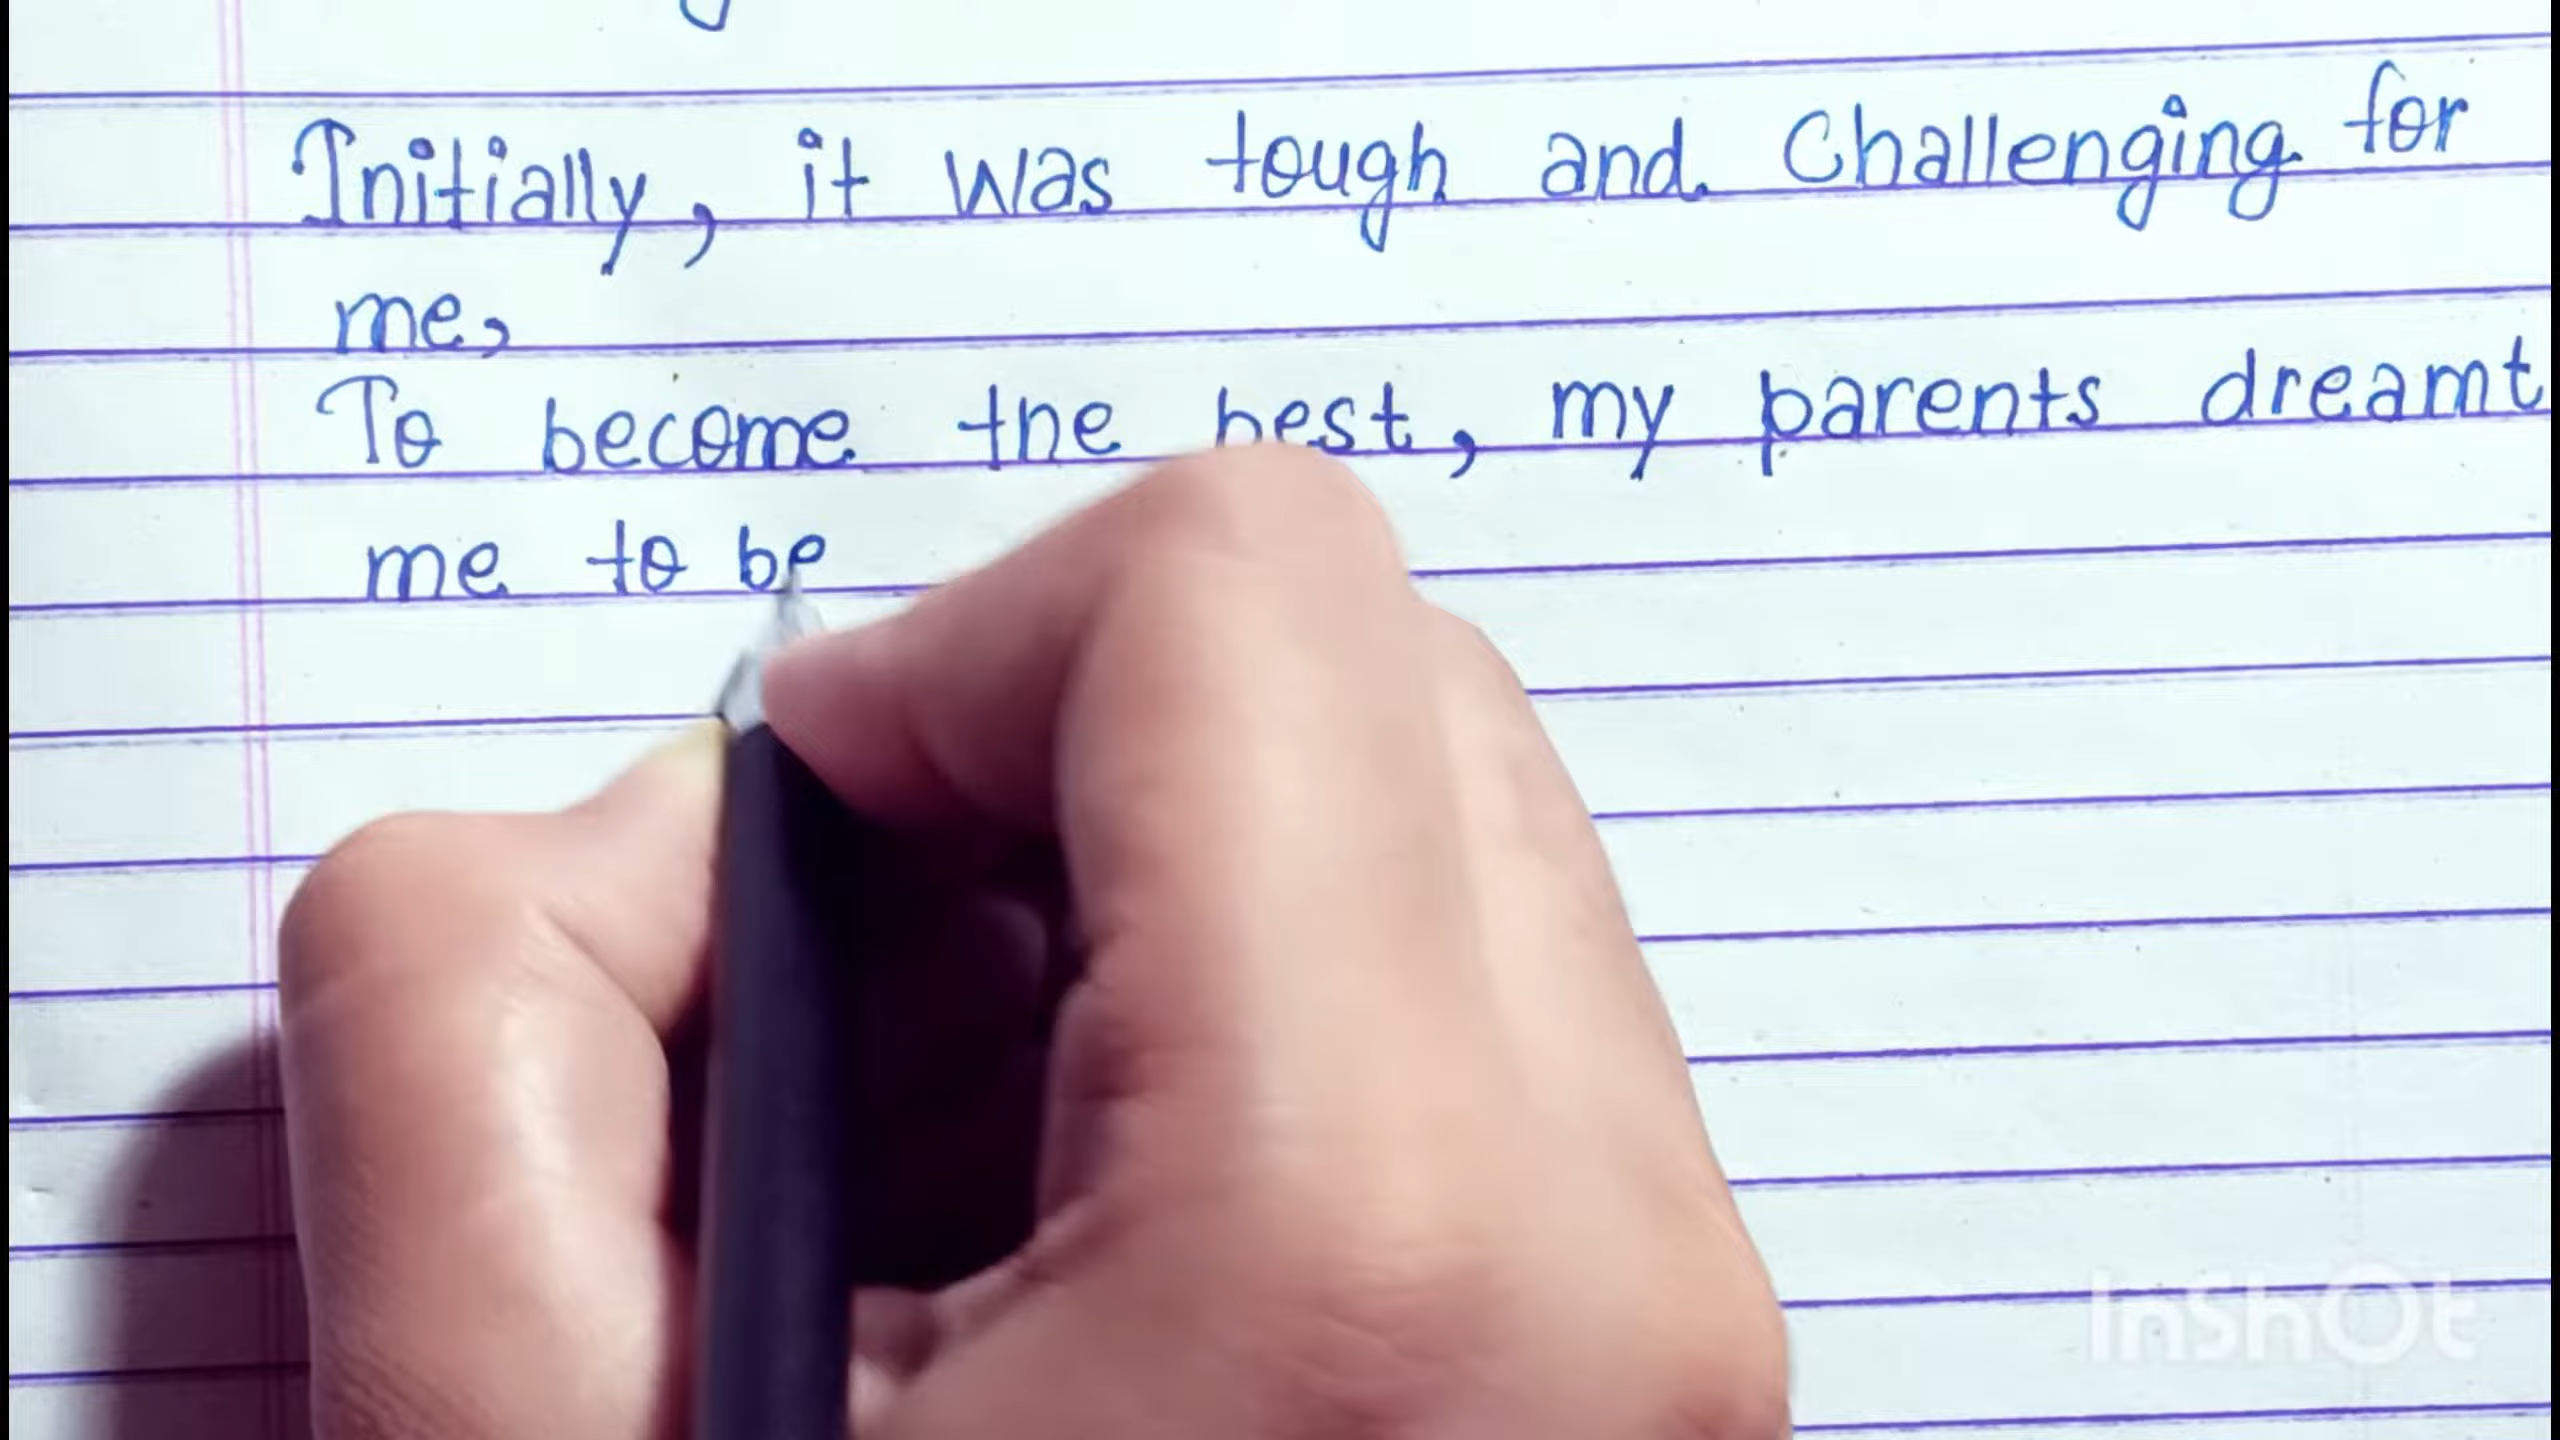 Initially, it was tough and challenging for
me,
To become the best, my parents dreamt
me to be
InShOt